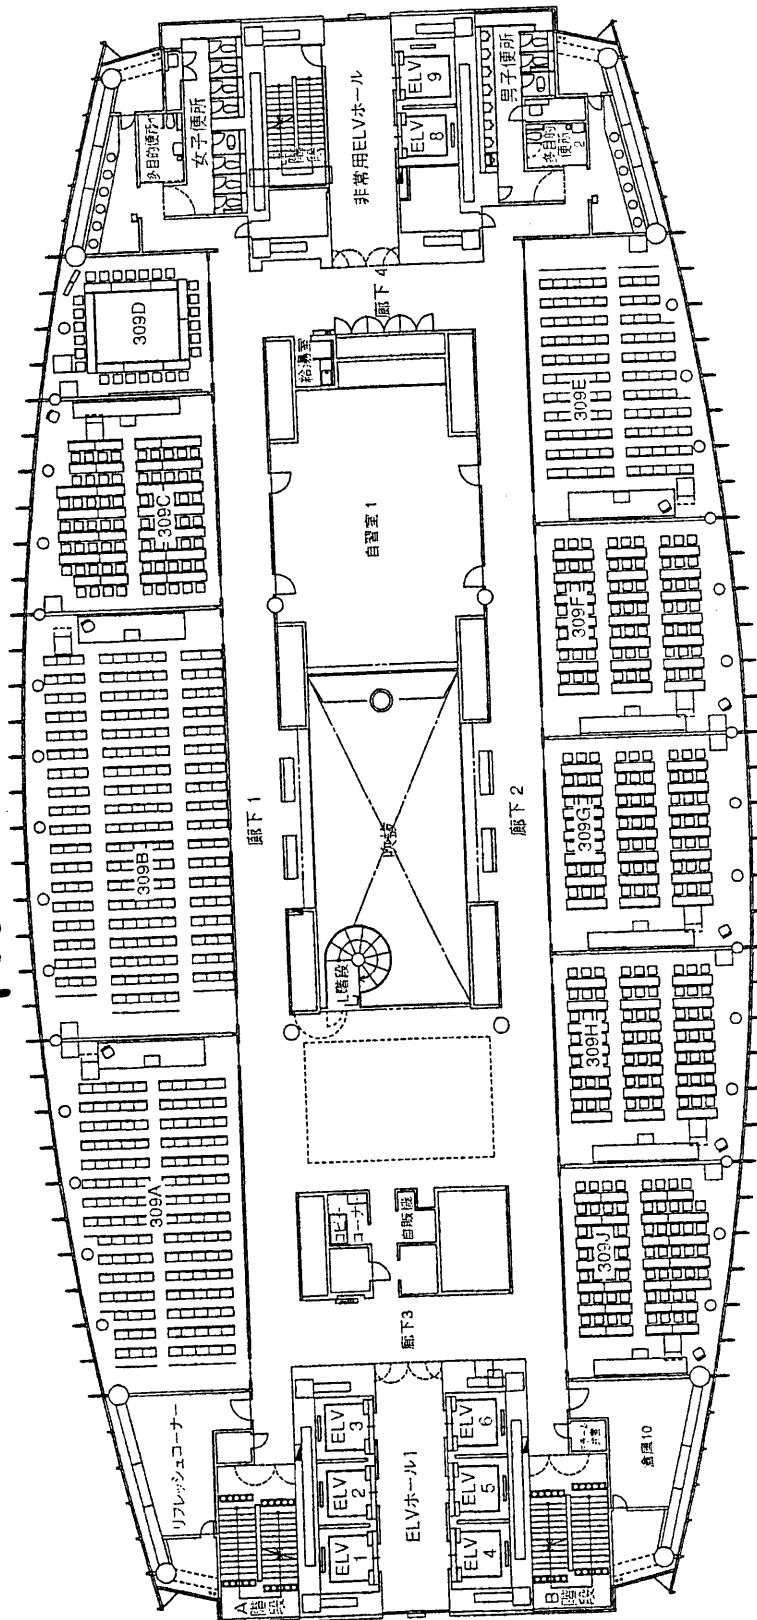 ELV
9
ELV
8
非常用ELVホール
女子便所
男子便所
多目的
便所2
階段
廊下4
給湯室
309D
309C
309B
309A
309E
309F
309G
309H
309J
自習室1
廊下1
廊下2
吹抜
L階段
コピー
コーナー
自販機
廊下3
リフレッシュコーナー
倉庫10
ELVホール1
ELV
1
ELV
2
ELV
3
ELV
4
ELV
5
ELV
6
A
階段
B
階段